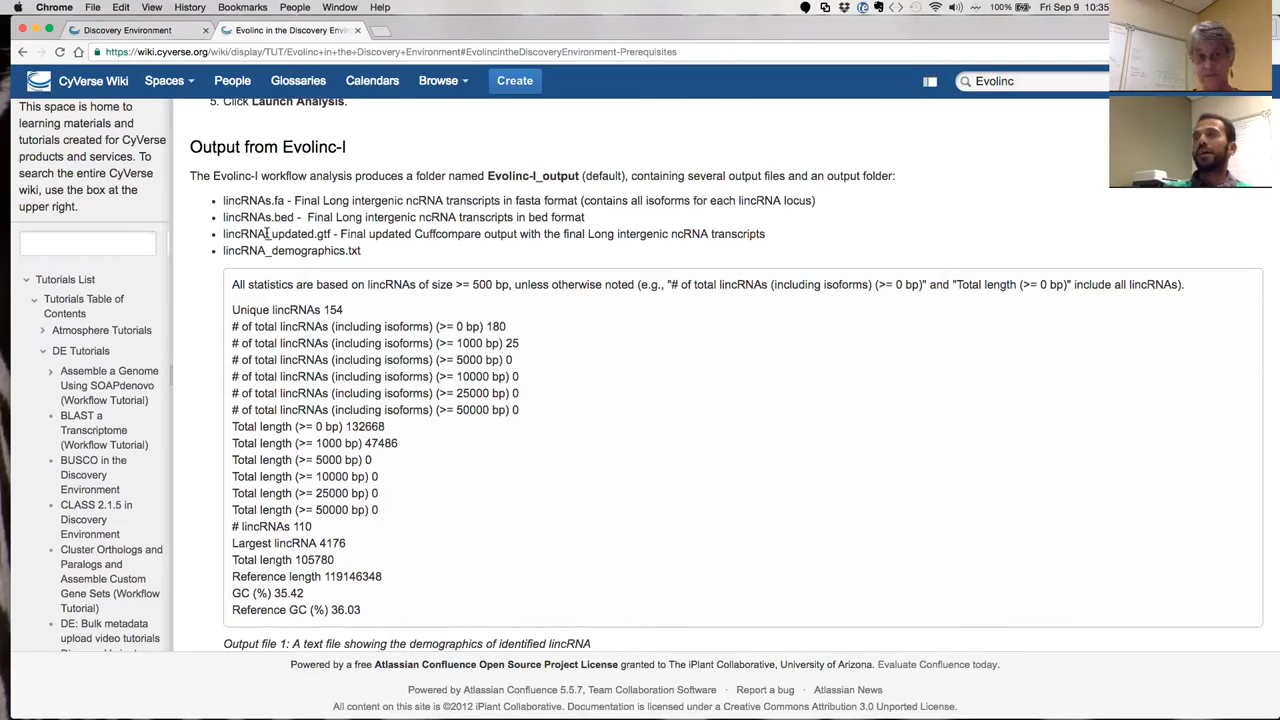 Chrome File Edit View History Bookmarks People Window Help 100% Fri Sep 9 10:35
Discovery Environment
Evolinc in the Discovery Envir
https://wiki.cyverse.org/wiki/display/TUT/Evolinc+in+the+Discovery+Environment#EvolincintheDiscoveryEnvironment-Prerequisites
CyVerse Wiki Spaces People Glossaries Calendars Browse Create Evolinc
This space is home to
learning materials and
tutorials created for CyVerse
products and services. To
search the entire CyVerse
wiki, use the box at the
upper right.
Tutorials List
Tutorials Table of
Contents
Atmosphere Tutorials
DE Tutorials
Assemble a Genome
Using SOAPdenovo
(Workflow Tutorial)
BLAST a
Transcriptome
(Workflow Tutorial)
BUSCO in the
Discovery
Environment
CLASS 2.1.5 in
Discovery
Environment
Cluster Orthologs and
Paralogs and
Assemble Custom
Gene Sets (Workflow
Tutorial)
DE: Bulk metadata
upload video tutorials
5. Click Launch Analysis.
Output from Evolinc-I
The Evolinc-I workflow analysis produces a folder named Evolinc-I_output (default), containing several output files and an output folder:
lincRNAs.fa - Final Long intergenic ncRNA transcripts in fasta format (contains all isoforms for each lincRNA locus)
lincRNAs.bed - Final Long intergenic ncRNA transcripts in bed format
lincRNA_updated.gtf - Final updated Cuffcompare output with the final Long intergenic ncRNA transcripts
lincRNA_demographics.txt
All statistics are based on lincRNAs of size >= 500 bp, unless otherwise noted (e.g., "# of total lincRNAs (including isoforms) (>= 0 bp)" and "Total length (>= 0 bp)" include all lincRNAs).
Unique lincRNAs 154
# of total lincRNAs (including isoforms) (>= 0 bp) 180
# of total lincRNAs (including isoforms) (>= 1000 bp) 25
# of total lincRNAs (including isoforms) (>= 5000 bp) 0
# of total lincRNAs (including isoforms) (>= 10000 bp) 0
# of total lincRNAs (including isoforms) (>= 25000 bp) 0
# of total lincRNAs (including isoforms) (>= 50000 bp) 0
Total length (>= 0 bp) 132668
Total length (>= 1000 bp) 47486
Total length (>= 5000 bp) 0
Total length (>= 10000 bp) 0
Total length (>= 25000 bp) 0
Total length (>= 50000 bp) 0
# lincRNAs 110
Largest lincRNA 4176
Total length 105780
Reference length 119146348
GC (%) 35.42
Reference GC (%) 36.03
Output file 1: A text file showing the demographics of identified lincRNA
Powered by a free Atlassian Confluence Open Source Project License granted to The iPlant Collaborative, University of Arizona. Evaluate Confluence today.
Powered by Atlassian Confluence 5.5.7, Team Collaboration Software · Report a bug · Atlassian News
All content on this site is ©2012 iPlant Collaborative. Documentation is licensed under a Creative Commons Attribution 3.0 Unported License.